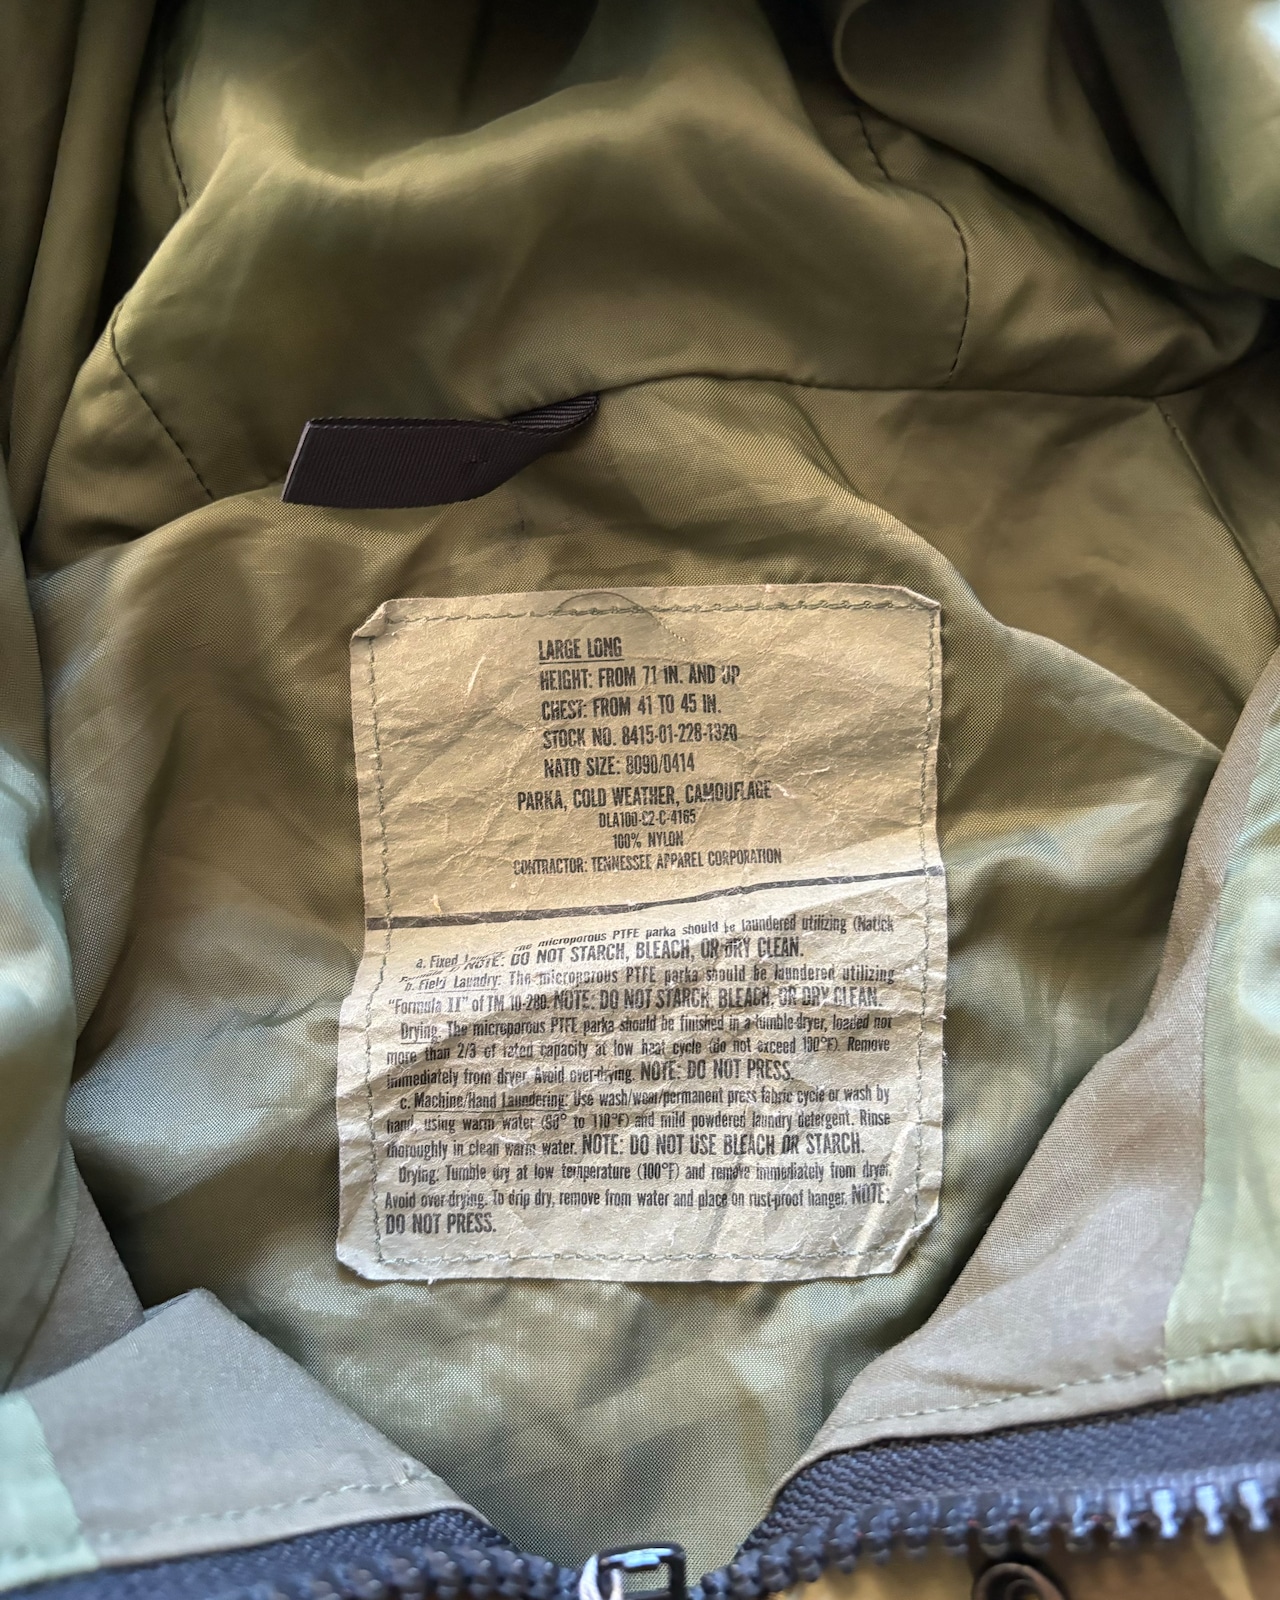 LARGE LONG
HEIGHT: FROM 71 IN. AND UP
CHEST: FROM 41 TO 45 IN.
STOCK NO. 8415-01-228-1320
NATO SIZE: 8090/0414
PARKA, COLD WEATHER, CAMOUFLAGE
DLA100-C2-C-4165
100% NYLON
CONTRACTOR: TENNESSEE APPAREL CORPORATION
a. Fixed The microporous PTFE parka should be laundered utilizing (Natick
NOTE: DO NOT STARCH, BLEACH, OR DRY CLEAN.
b. Field Laundry: The microporous PTFE parka should be laundered utilizing
"Formula II" of TM 10-280. NOTE: DO NOT STARCH, BLEACH, OR DRY CLEAN.
Drying. The microporous PTFE parka should be finished in a tumble dryer, loaded not
more than 2/3 of rated capacity at low heat cycle (do not exceed 190°F). Remove
immediately from dryer. Avoid over-drying. NOTE: DO NOT PRESS.
c. Machine/Hand Laundering: Use wash/wear/permanent press fabric cycle or wash by
hand, using warm water (90° to 110°F) and mild powdered laundry detergent. Rinse
thoroughly in clean warm water. NOTE: DO NOT USE BLEACH OR STARCH.
Drying. Tumble dry at low temperature (100°F) and remove immediately from dryer.
Avoid over-drying. To drip dry, remove from water and place on rust-proof hanger. NOTE:
DO NOT PRESS.